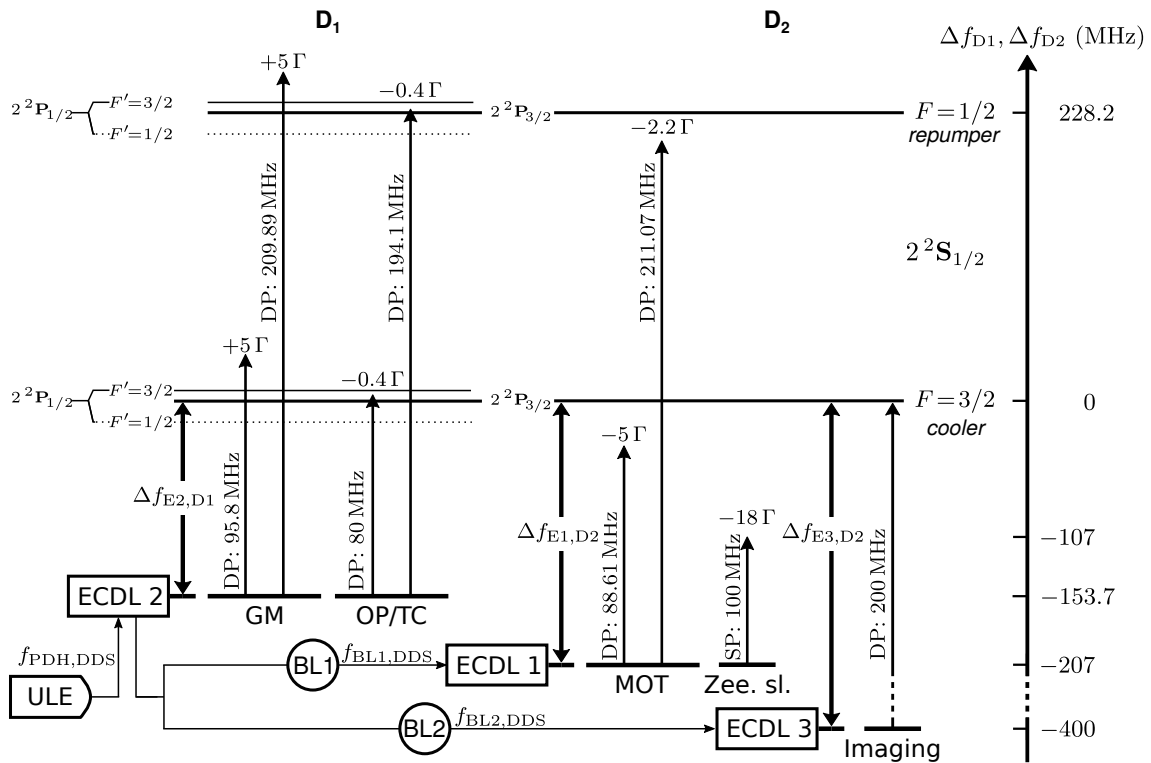 D₁
D₂
Δf_D1, Δf_D2 (MHz)
+5 Γ
−0.4 Γ
2 ²P₁/₂
F′=3/2
F′=1/2
2 ²P₃/₂
−2.2 Γ
F = 1/2
repumper
228.2
DP: 209.89 MHz
DP: 194.1 MHz
DP: 211.07 MHz
2 ²S₁/₂
+5 Γ
−0.4 Γ
2 ²P₁/₂
F′=3/2
F′=1/2
2 ²P₃/₂
F = 3/2
cooler
0
−5 Γ
Δf_E2,D1
DP: 95.8 MHz
DP: 80 MHz
Δf_E1,D2
DP: 88.61 MHz
−18 Γ
SP: 100 MHz
Δf_E3,D2
DP: 200 MHz
−107
−153.7
ECDL 2
GM
OP/TC
f_PDH,DDS
ULE
BL1
f_BL1,DDS
ECDL 1
MOT
Zee. sl.
−207
BL2
f_BL2,DDS
ECDL 3
Imaging
−400